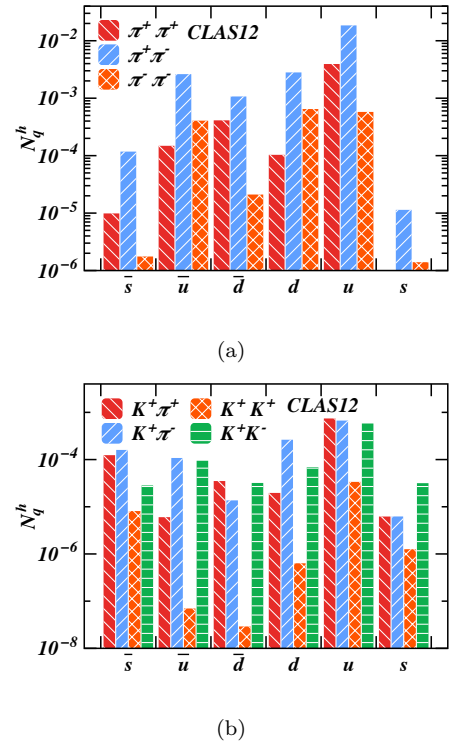 π⁺ π⁺ CLAS12
π⁺π⁻
π⁻ π⁻
10⁻²
10⁻³
10⁻⁴
10⁻⁵
10⁻⁶
N_q^h
s̅ u̅ d̅ d u s
(a)
K⁺π⁺ K⁺K⁺ CLAS12
K⁺π⁻ K⁺K⁻
10⁻⁴
10⁻⁶
10⁻⁸
N_q^h
s̅ u̅ d̅ d u s
(b)